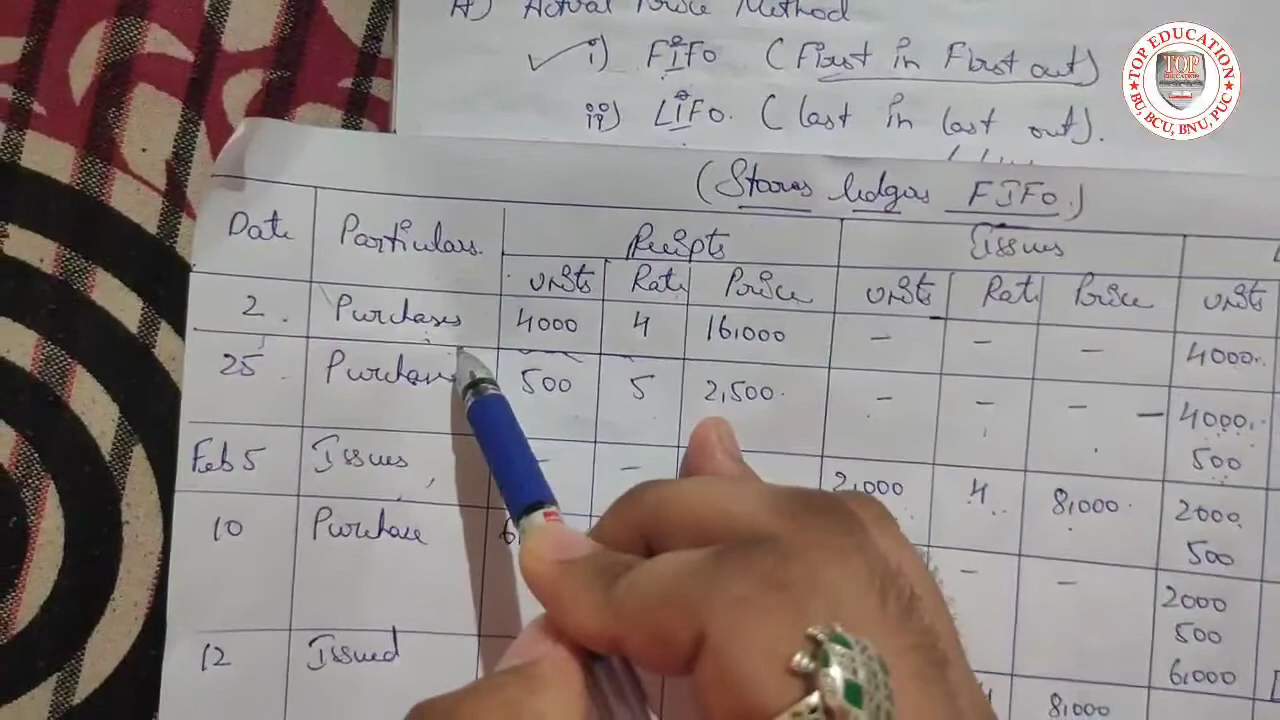 A) Actual Price Method
i) FIFO (First in First out)
ii) LIFO. (last in last out).
TOP EDUCATION
TOP
EDUCATION
BU, BCU, BNU, PUC
(Stores ledger FIFO.)
Date Particulars. Receipts Issues
Units Rate Price Units Rate Price Units
2. Purchases 4000 4 16,000 - - - 4000.
25. Purchases 500 5 2,500. - - - 4000.
500
Feb 5 Issues - - 2,000 4 8,000. 2000
500
10 Purchase - - 2000
500
6,000
12 Issued 8,000